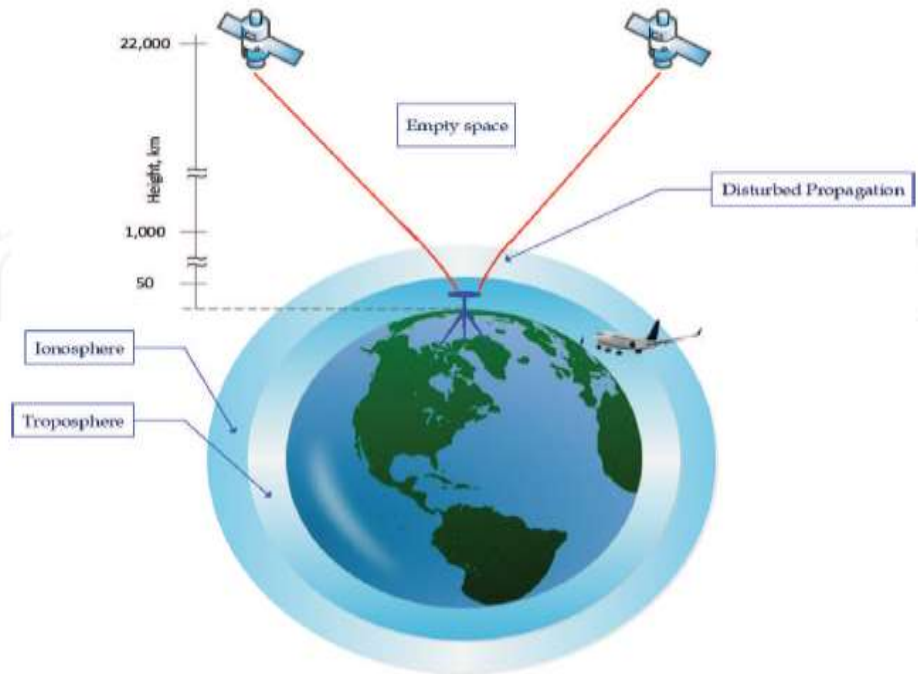 22,000
Empty space
Height, km
Disturbed Propagation
1,000
50
Ionosphere
Troposphere